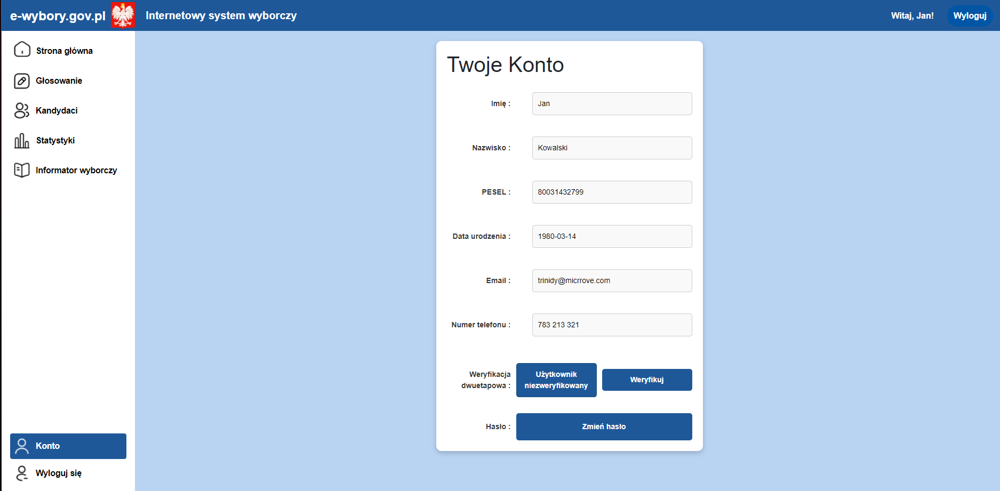 e-wybory.gov.pl
Internetowy system wyborczy
Witaj, Jan!
Wyloguj
Strona główna
Głosowanie
Kandydaci
Statystyki
Informator wyborczy
Konto
Wyloguj się
Twoje Konto
Imię : Jan
Nazwisko : Kowalski
PESEL : 80031432799
Data urodzenia : 1980-03-14
Email : trinidy@micrrove.com
Numer telefonu : 783 213 321
Weryfikacja
dwuetapowa :
Użytkownik
niezweryfikowany
Weryfikuj
Hasło : Zmień hasło